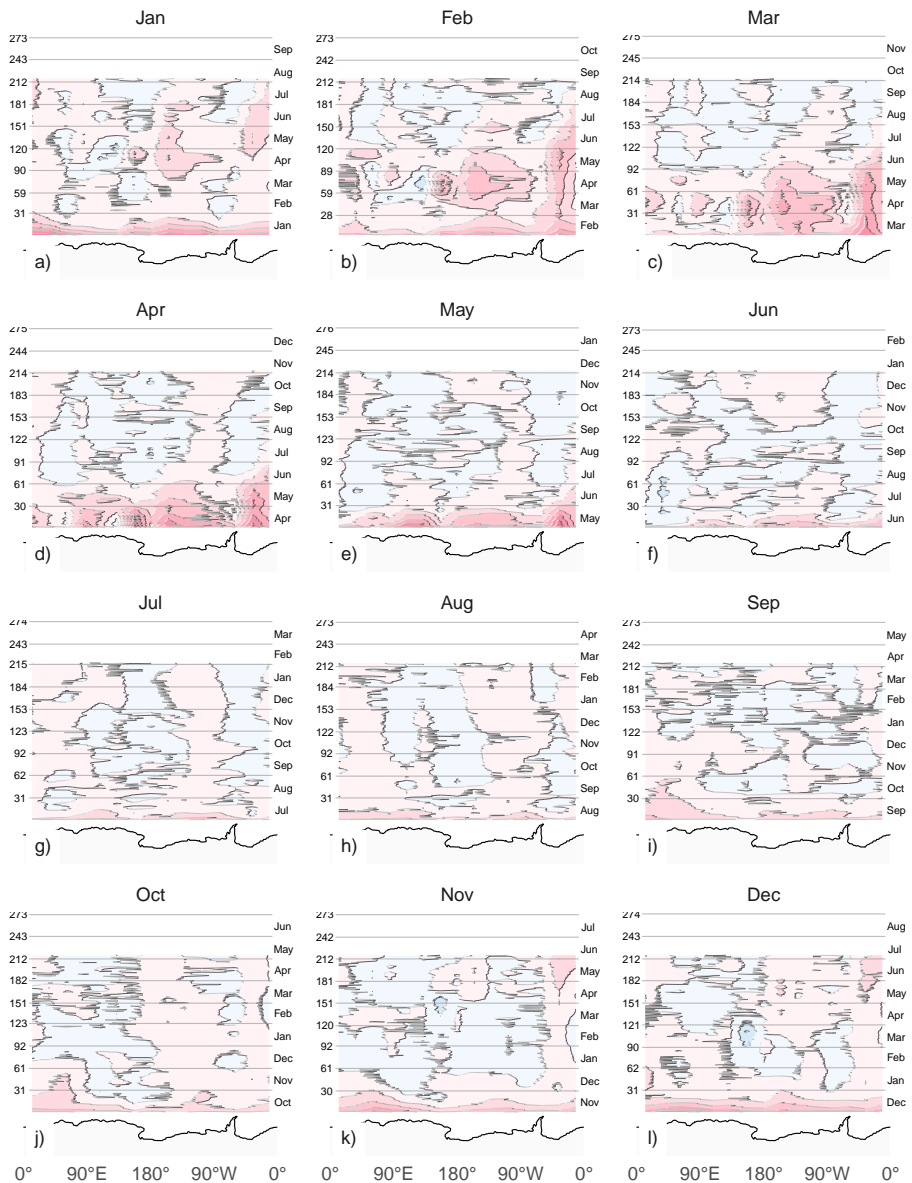 Jan
273
Sep
243
Aug
212
Jul
181
Jun
151
May
120
Apr
90
Mar
59
Feb
31
Jan
a)
Feb
273
Oct
242
Sep
212
Aug
181
Jul
150
Jun
120
May
89
Apr
59
Mar
28
Feb
b)
Mar
275
Nov
245
Oct
214
Sep
184
Aug
153
Jul
122
Jun
92
May
61
Apr
31
Mar
c)
Apr
275
Dec
244
Nov
214
Oct
183
Sep
153
Aug
122
Jul
91
Jun
61
May
30
Apr
d)
May
276
Jan
245
Dec
214
Nov
184
Oct
153
Sep
123
Aug
92
Jul
61
Jun
31
May
e)
Jun
273
Feb
245
Jan
214
Dec
183
Nov
153
Oct
122
Sep
92
Aug
61
Jul
30
Jun
f)
Jul
274
Mar
243
Feb
215
Jan
184
Dec
153
Nov
123
Oct
92
Sep
62
Aug
31
Jul
g)
Aug
273
Apr
243
Mar
212
Feb
184
Jan
153
Dec
122
Nov
92
Oct
61
Sep
31
Aug
h)
Sep
273
May
242
Apr
212
Mar
181
Feb
153
Jan
122
Dec
91
Nov
61
Oct
30
Sep
i)
Oct
273
Jun
243
May
212
Apr
182
Mar
151
Feb
123
Jan
92
Dec
61
Nov
31
Oct
j)
Nov
273
Jul
242
Jun
212
May
181
Apr
151
Mar
120
Feb
92
Jan
61
Dec
30
Nov
k)
Dec
274
Aug
243
Jul
212
Jun
182
May
151
Apr
121
Mar
90
Feb
62
Jan
31
Dec
l)
0° 90°E 180° 90°W 0°
0° 90°E 180° 90°W 0°
0° 90°E 180° 90°W 0°